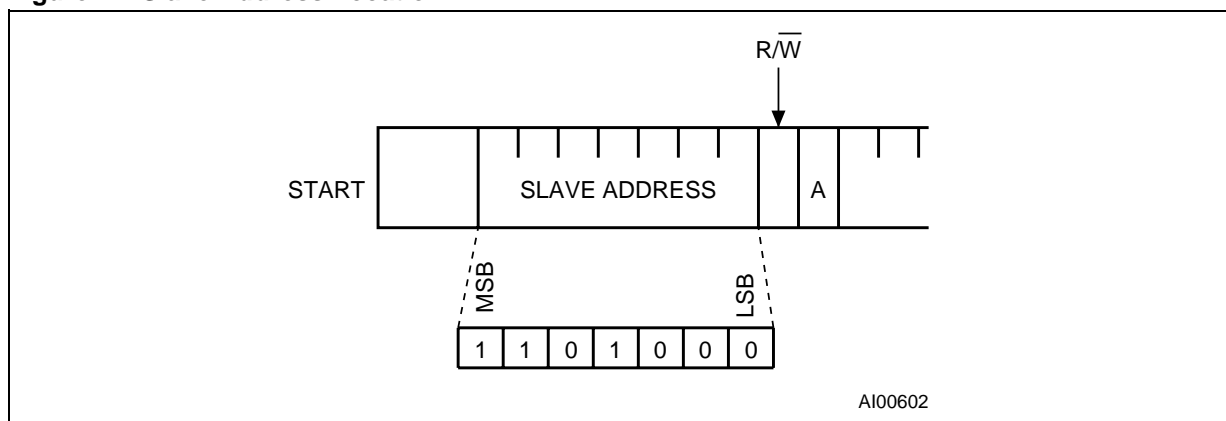 R/W̅
START
SLAVE ADDRESS
A
MSB
LSB
1 1 0 1 0 0 0
AI00602